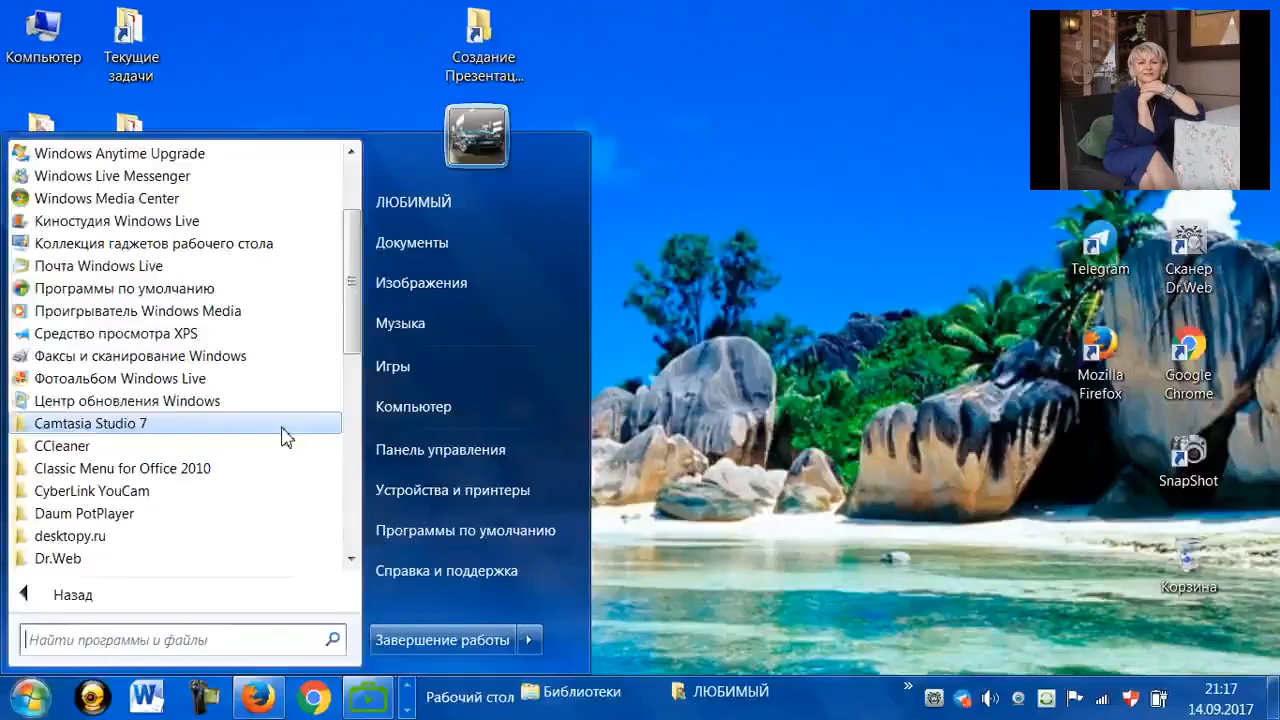 Компьютер
Текущие
задачи
Создание
Презентац...
Windows Anytime Upgrade
Windows Live Messenger
Windows Media Center
Киностудия Windows Live
Коллекция гаджетов рабочего стола
Почта Windows Live
Программы по умолчанию
Проигрыватель Windows Media
Средство просмотра XPS
Факсы и сканирование Windows
Фотоальбом Windows Live
Центр обновления Windows
Camtasia Studio 7
CCleaner
Classic Menu for Office 2010
CyberLink YouCam
Daum PotPlayer
desktopy.ru
Dr.Web
Назад
Найти программы и файлы
ЛЮБИМЫЙ
Документы
Изображения
Музыка
Игры
Компьютер
Панель управления
Устройства и принтеры
Программы по умолчанию
Справка и поддержка
Завершение работы
Telegram
Сканер
Dr.Web
Mozilla
Firefox
Google
Chrome
SnapShot
Корзина
Рабочий стол
Библиотеки
ЛЮБИМЫЙ
»
21:17
14.09.2017